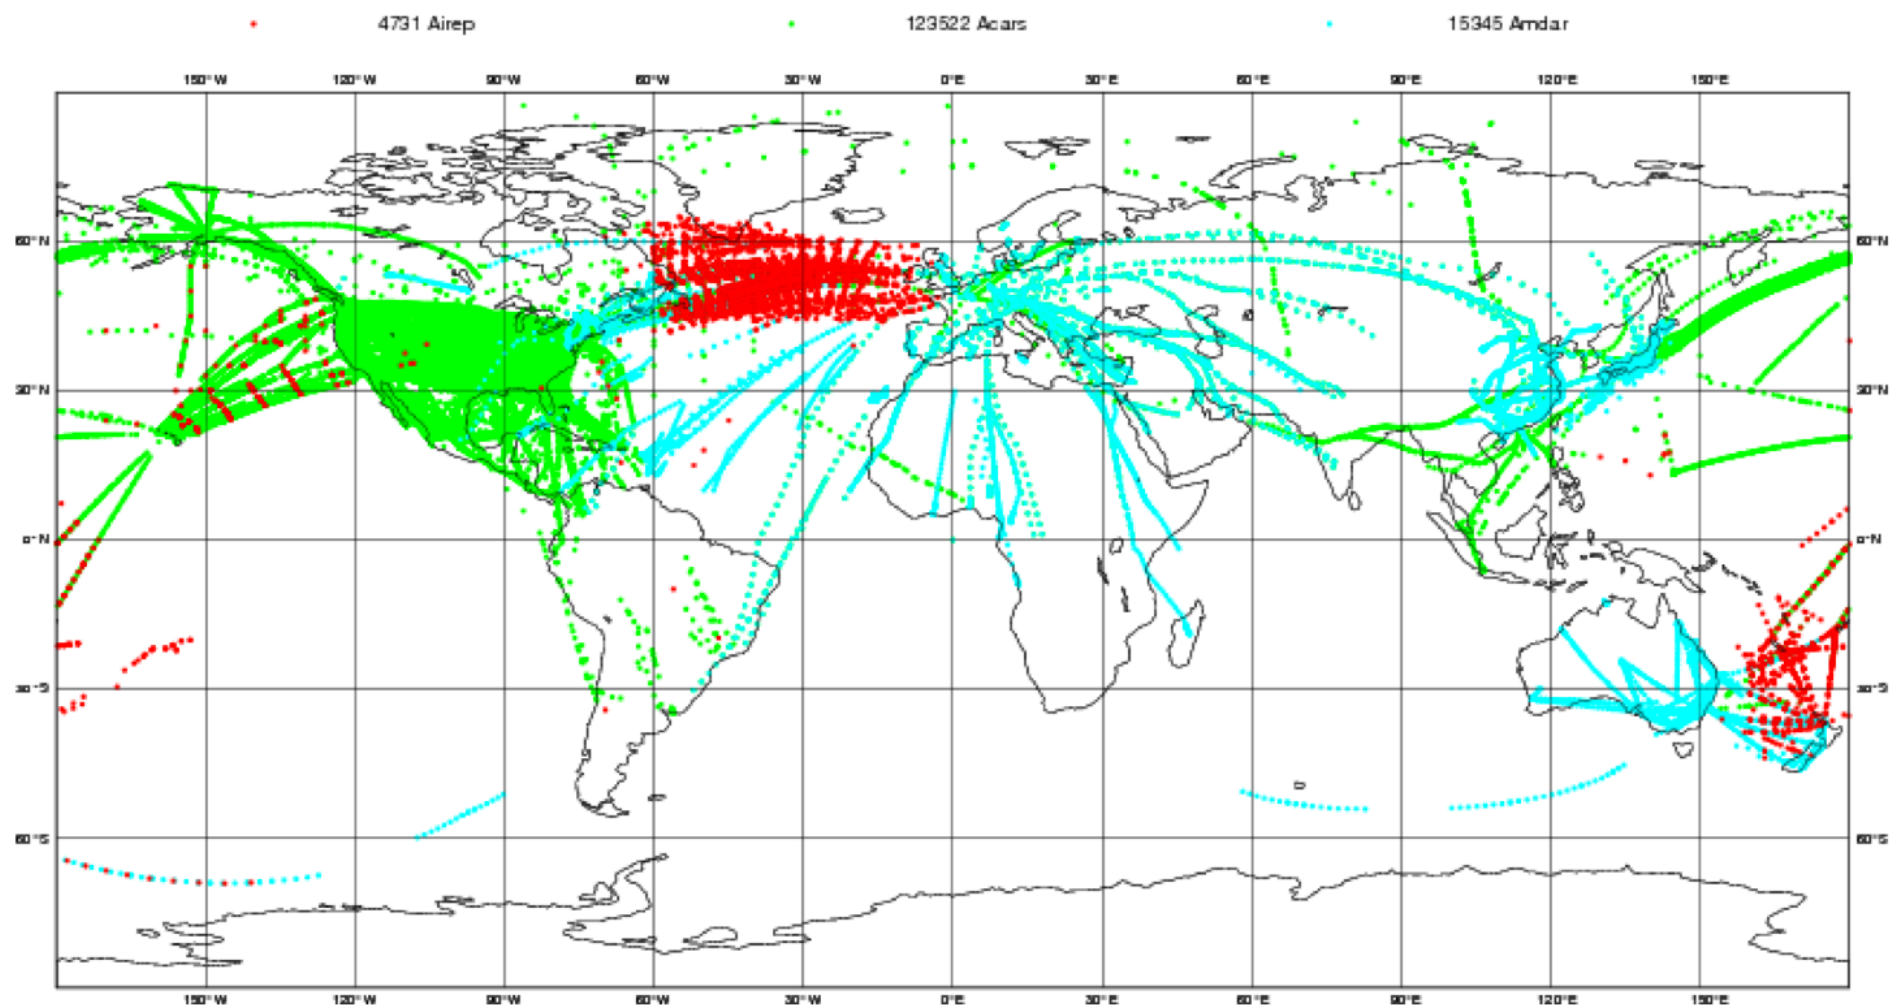 4731 Airep 123522 Acars 15345 Amdar
150°W 120°W 90°W 60°W 30°W 0°E 30°E 60°E 90°E 120°E 150°E
60°N 60°N
30°N 30°N
0°N 0°N
30°S 30°S
60°S 60°S
150°W 120°W 90°W 60°W 30°W 0°E 30°E 60°E 90°E 120°E 150°E